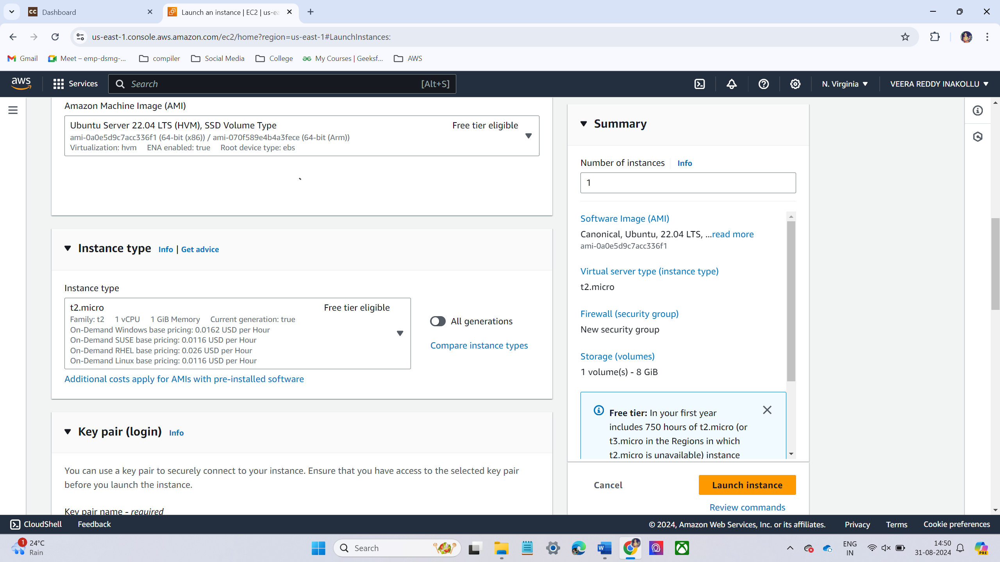 Dashboard
Launch an instance | EC2 | us-ea
us-east-1.console.aws.amazon.com/ec2/home?region=us-east-1#LaunchInstances:
Gmail
Meet – emp-dsmg-...
compiler
Social Media
College
My Courses | Geeksf...
AWS
aws
Services
Search
[Alt+S]
N. Virginia
VEERA REDDY INAKOLLU
Amazon Machine Image (AMI)
Ubuntu Server 22.04 LTS (HVM), SSD Volume Type
Free tier eligible
ami-0a0e5d9c7acc336f1 (64-bit (x86)) / ami-070f589e4b4a3fece (64-bit (Arm))
Virtualization: hvm ENA enabled: true Root device type: ebs
Instance type Info | Get advice
Instance type
t2.micro
Free tier eligible
Family: t2 1 vCPU 1 GiB Memory Current generation: true
On-Demand Windows base pricing: 0.0162 USD per Hour
On-Demand SUSE base pricing: 0.0116 USD per Hour
On-Demand RHEL base pricing: 0.026 USD per Hour
On-Demand Linux base pricing: 0.0116 USD per Hour
All generations
Compare instance types
Additional costs apply for AMIs with pre-installed software
Key pair (login) Info
You can use a key pair to securely connect to your instance. Ensure that you have access to the selected key pair
before you launch the instance.
Key pair name - required
Summary
Number of instances Info
1
Software Image (AMI)
Canonical, Ubuntu, 22.04 LTS, ...read more
ami-0a0e5d9c7acc336f1
Virtual server type (instance type)
t2.micro
Firewall (security group)
New security group
Storage (volumes)
1 volume(s) - 8 GiB
Free tier: In your first year
includes 750 hours of t2.micro (or
t3.micro in the Regions in which
t2.micro is unavailable) instance
Cancel
Launch instance
Review commands
CloudShell
Feedback
© 2024, Amazon Web Services, Inc. or its affiliates.
Privacy
Terms
Cookie preferences
1
24°C
Rain
Search
ENG
IN
14:50
31-08-2024
PRE